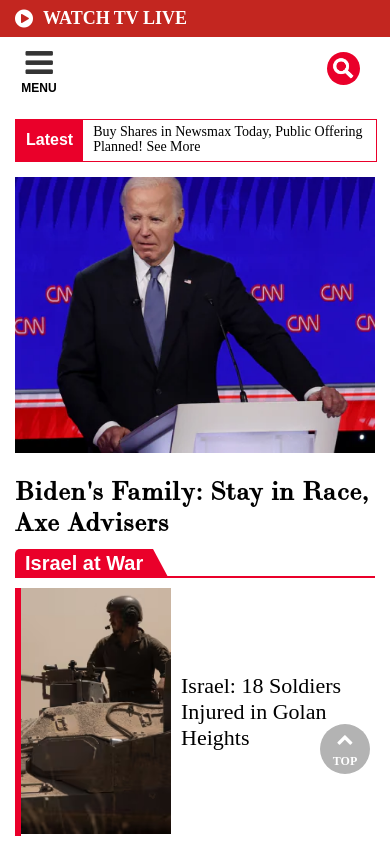 WATCH TV LIVE
MENU
Latest
Buy Shares in Newsmax Today, Public Offering
Planned! See More
CNN
CNN
CNN
CNN
CNN
CN
Biden's Family: Stay in Race,
Axe Advisers
Israel at War
Israel: 18 Soldiers
Injured in Golan
Heights
TOP